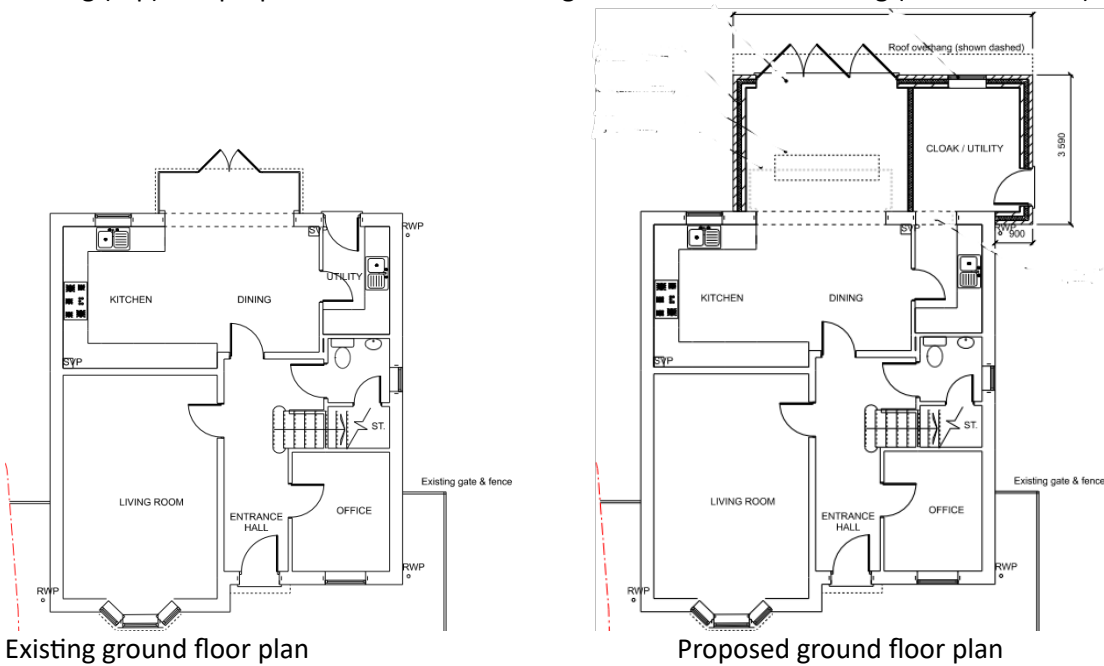 Roof overhang (shown dashed)
CLOAK / UTILITY
3 590
RWP
SVP
UTILITY
KITCHEN
DINING
SVP
ST.
Existing gate & fence
LIVING ROOM
ENTRANCE
HALL
OFFICE
RWP
RWP
SVP
RWP
900
KITCHEN
DINING
SVP
ST.
Existing gate & fence
LIVING ROOM
ENTRANCE
HALL
OFFICE
RWP
RWP
Existing ground floor plan
Proposed ground floor plan